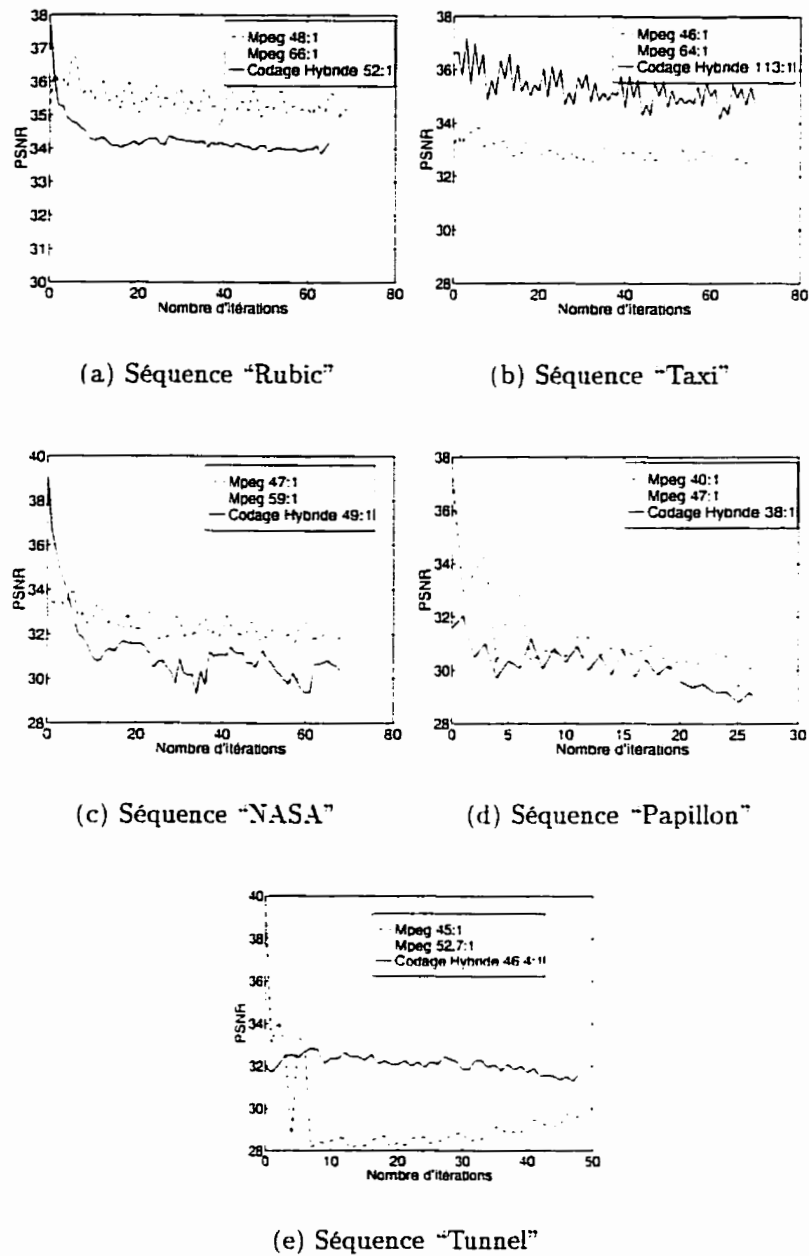 38
37
36
35
34
33
32
31
30
PSNR
0 20 40 60 80
Nombre d'itérations
Mpeg 48:1
Mpeg 66:1
Codage Hybride 52:1
(a) Séquence "Rubic"
38
36
34
32
30
28
PSNR
0 20 40 60 80
Nombre d'itérations
Mpeg 46:1
Mpeg 64:1
Codage Hybride 113:1
(b) Séquence "Taxi"
40
38
36
34
32
30
28
PSNR
0 20 40 60 80
Nombre d'itérations
Mpeg 47:1
Mpeg 59:1
Codage Hybride 49:1
(c) Séquence "NASA"
38
36
34
32
30
28
PSNR
0 5 10 15 20 25 30
Nombre d'itérations
Mpeg 40:1
Mpeg 47:1
Codage Hybride 38:1
(d) Séquence "Papillon"
40
38
36
34
32
30
28
PSNR
0 10 20 30 40 50
Nombre d'itérations
Mpeg 45:1
Mpeg 52.7:1
Codage Hybride 46.4:1
(e) Séquence "Tunnel"